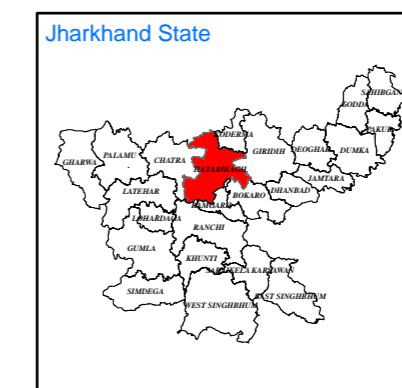 Jharkhand State
SAHIBGANJ
GODDA
PAKUR
KODERMA
GIRIDIH
DEOGHAR
DUMKA
GHARWA
PALAMU
CHATRA
HAZARIBAGH
JAMTARA
LATEHAR
BOKARO
DHANBAD
RAMGARH
LOHARDAGA
RANCHI
GUMLA
KHUNTI
SARAIKELA KARSAWAN
SIMDEGA
WEST SINGHBHUM
EAST SINGHBHUM